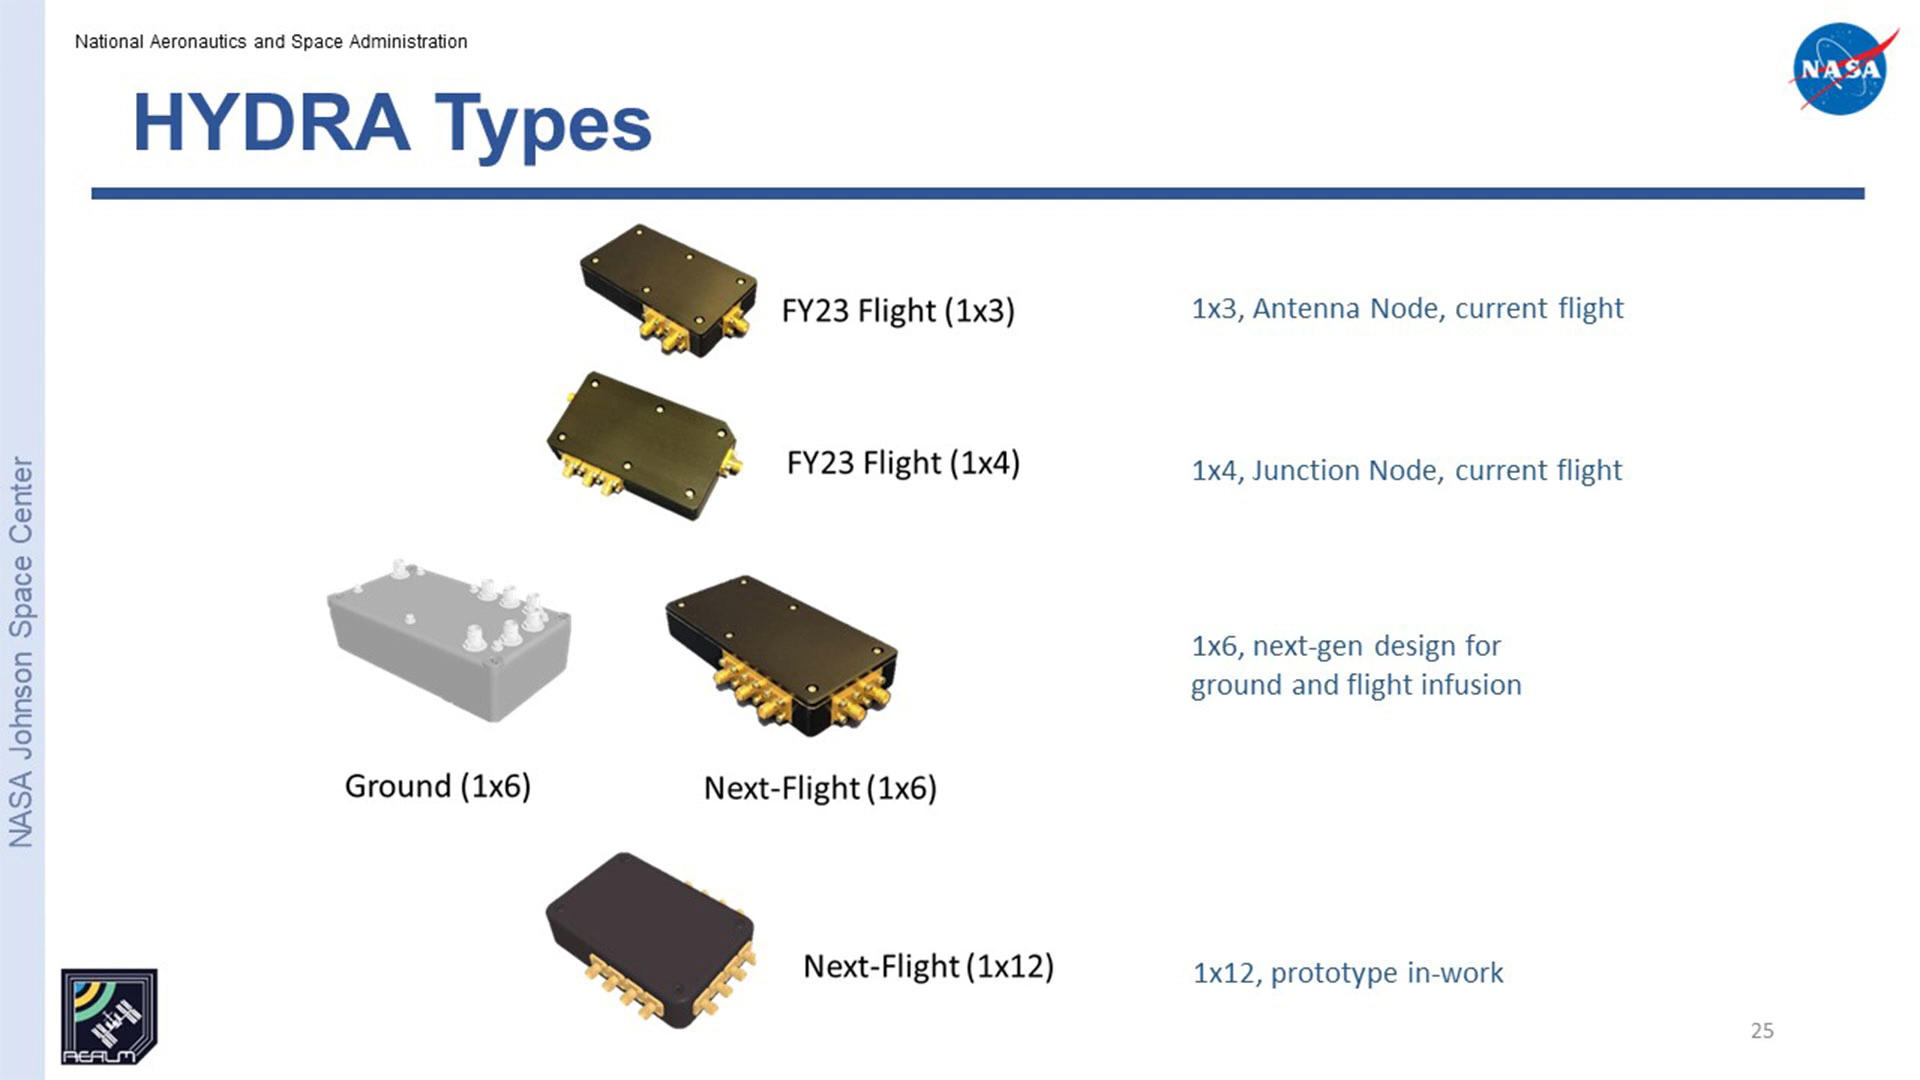 National Aeronautics and Space Administration
NASA
HYDRA Types
FY23 Flight (1x3)
1x3, Antenna Node, current flight
FY23 Flight (1x4)
1x4, Junction Node, current flight
1x6, next-gen design for
ground and flight infusion
Ground (1x6)
Next-Flight (1x6)
Next-Flight (1x12)
1x12, prototype in-work
NASA Johnson Space Center
REALM
25